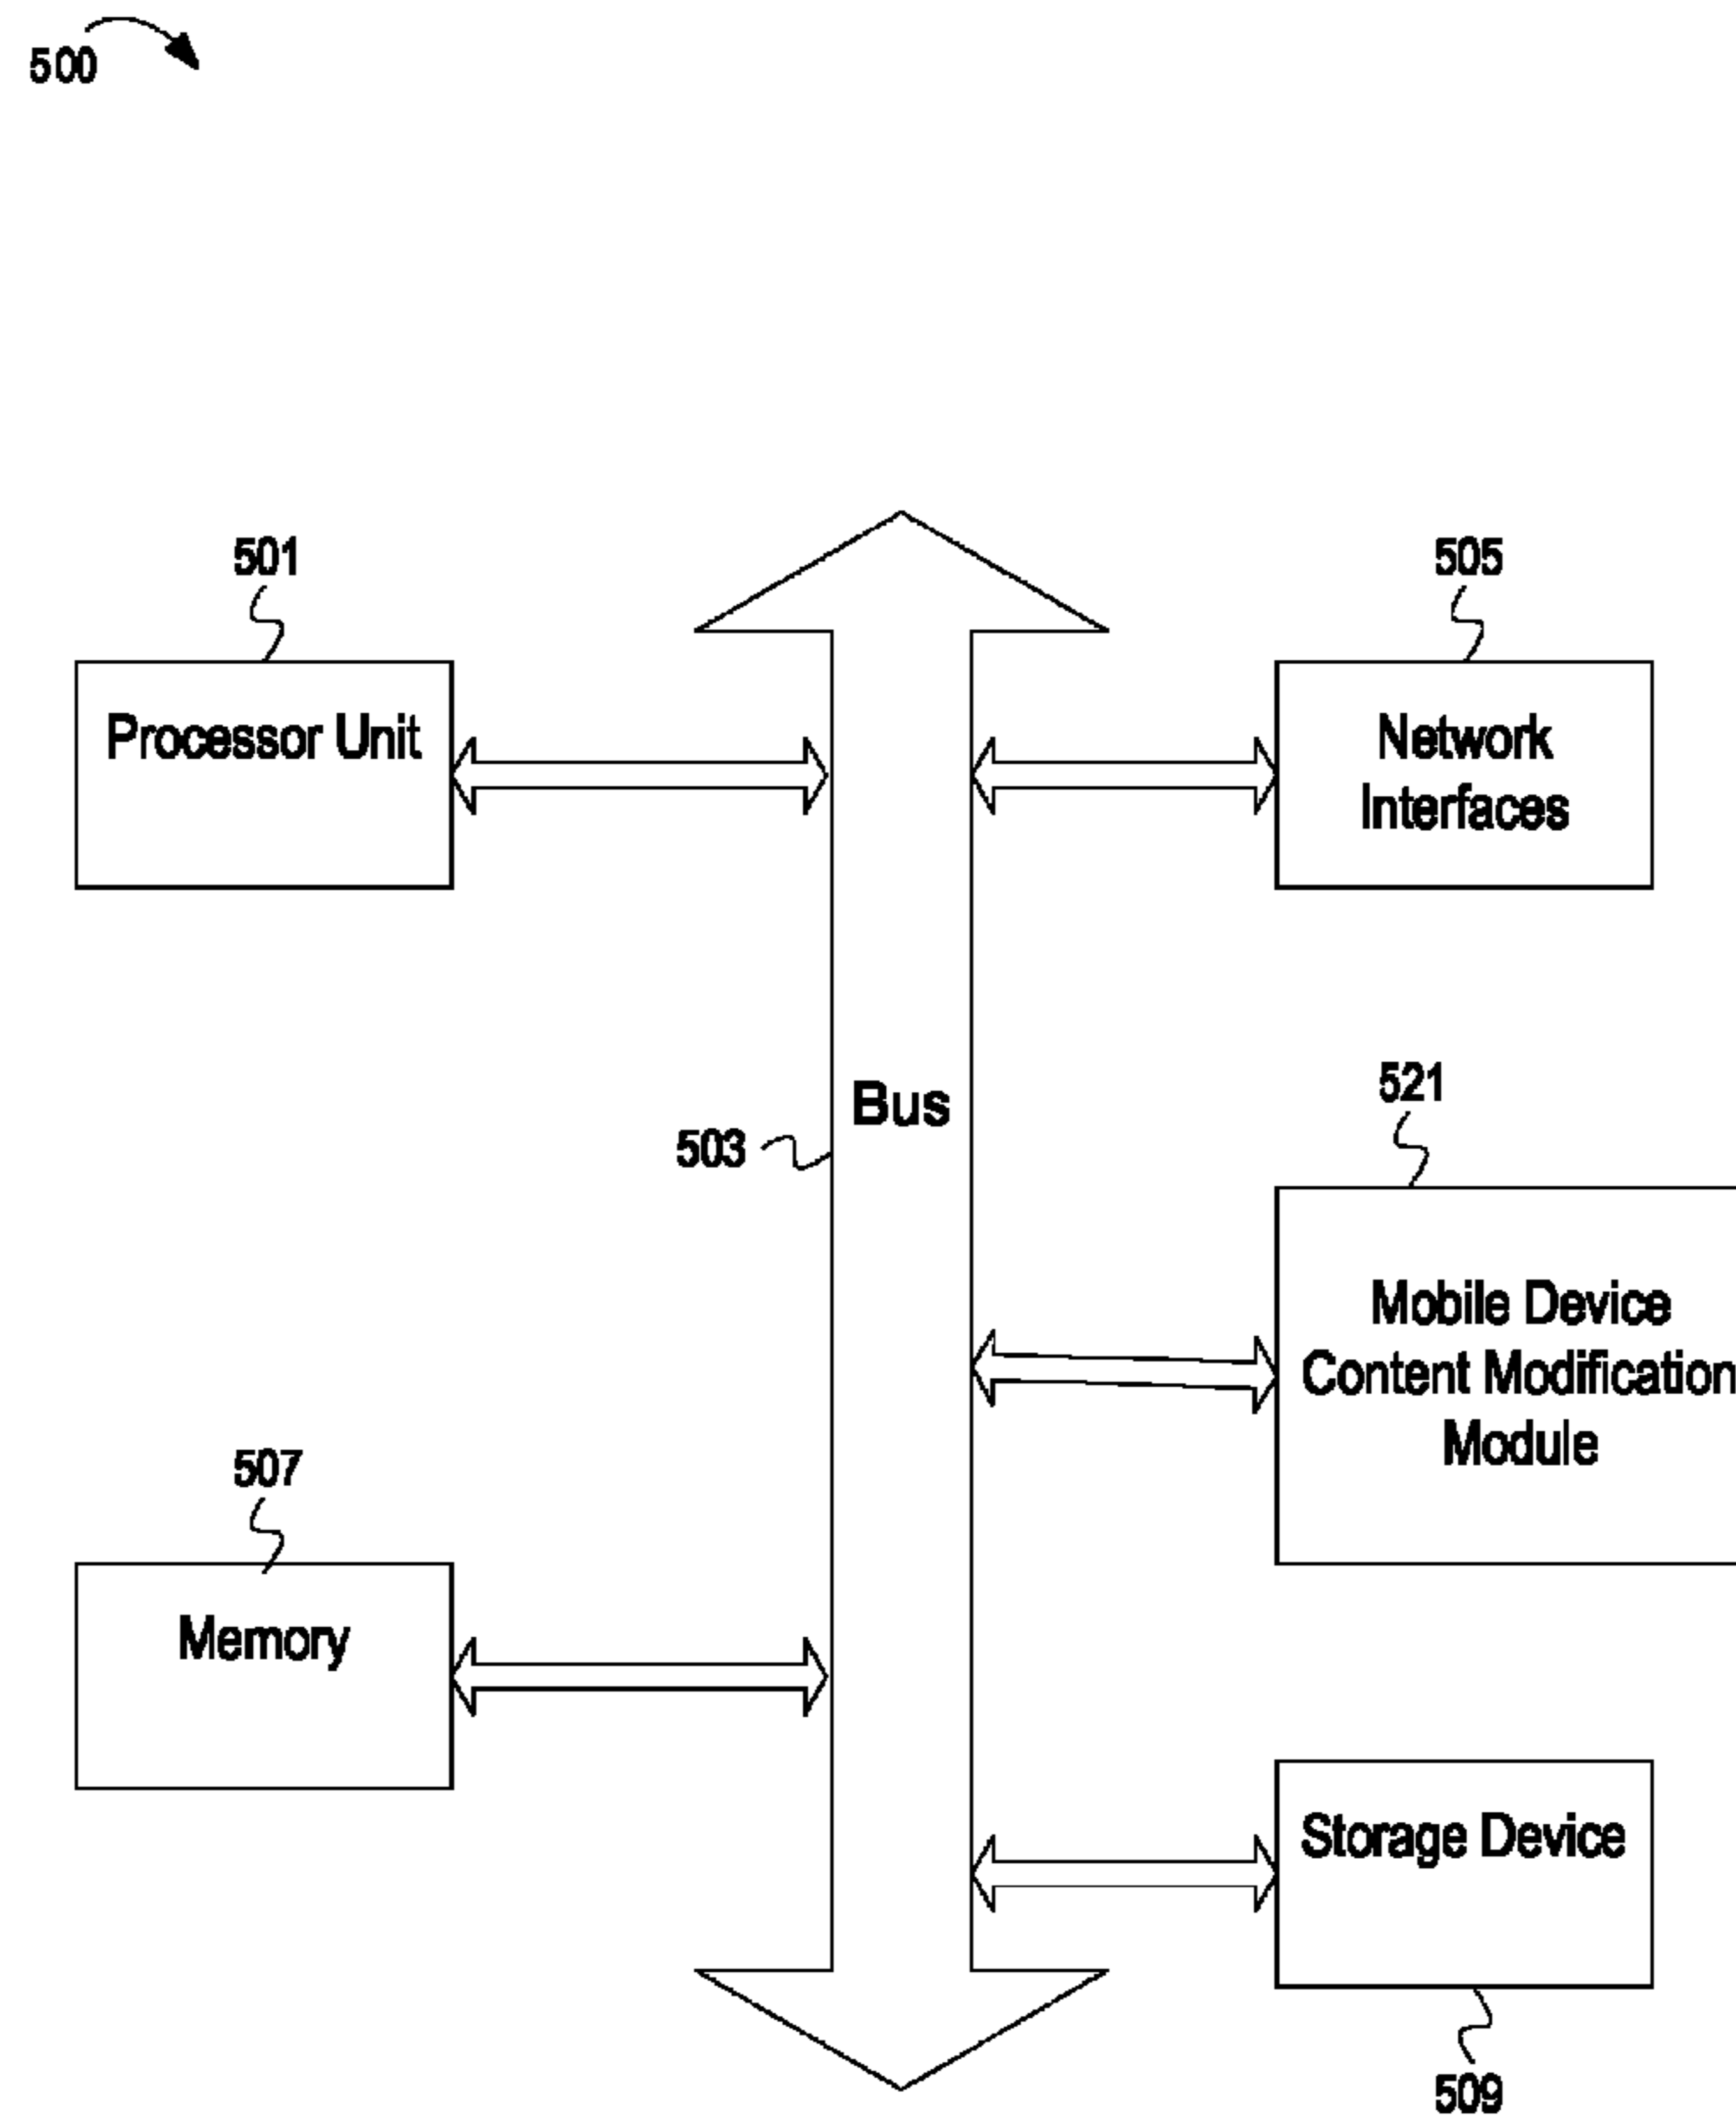 500
501
Processor Unit
505
Network
Interfaces
Bus
503
521
Mobile Device
Content Modification
Module
507
Memory
Storage Device
509